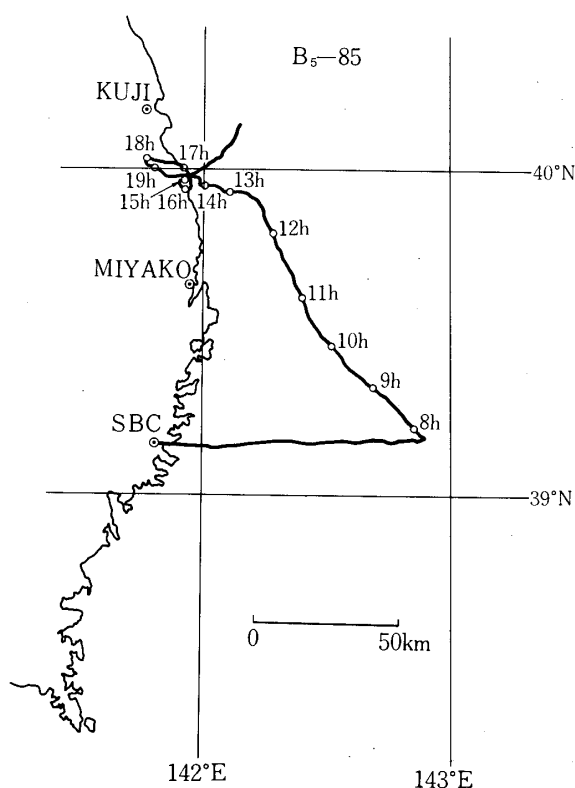 B₅—85
KUJI
18h
17h
40°N
19h
13h
15h
16h
14h
12h
MIYAKO
11h
10h
9h
SBC
8h
39°N
0
50km
142°E
143°E